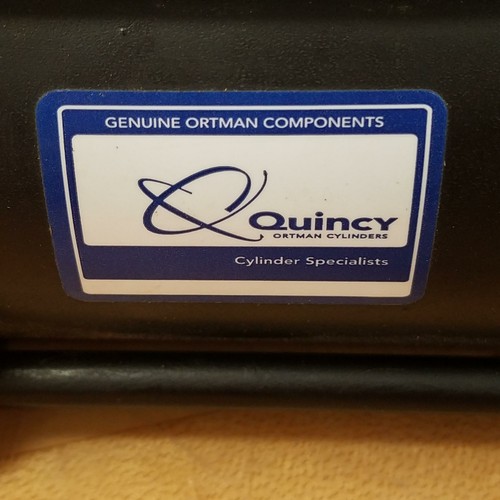 GENUINE ORTMAN COMPONENTS
Quincy
ORTMAN CYLINDERS
Cylinder Specialists